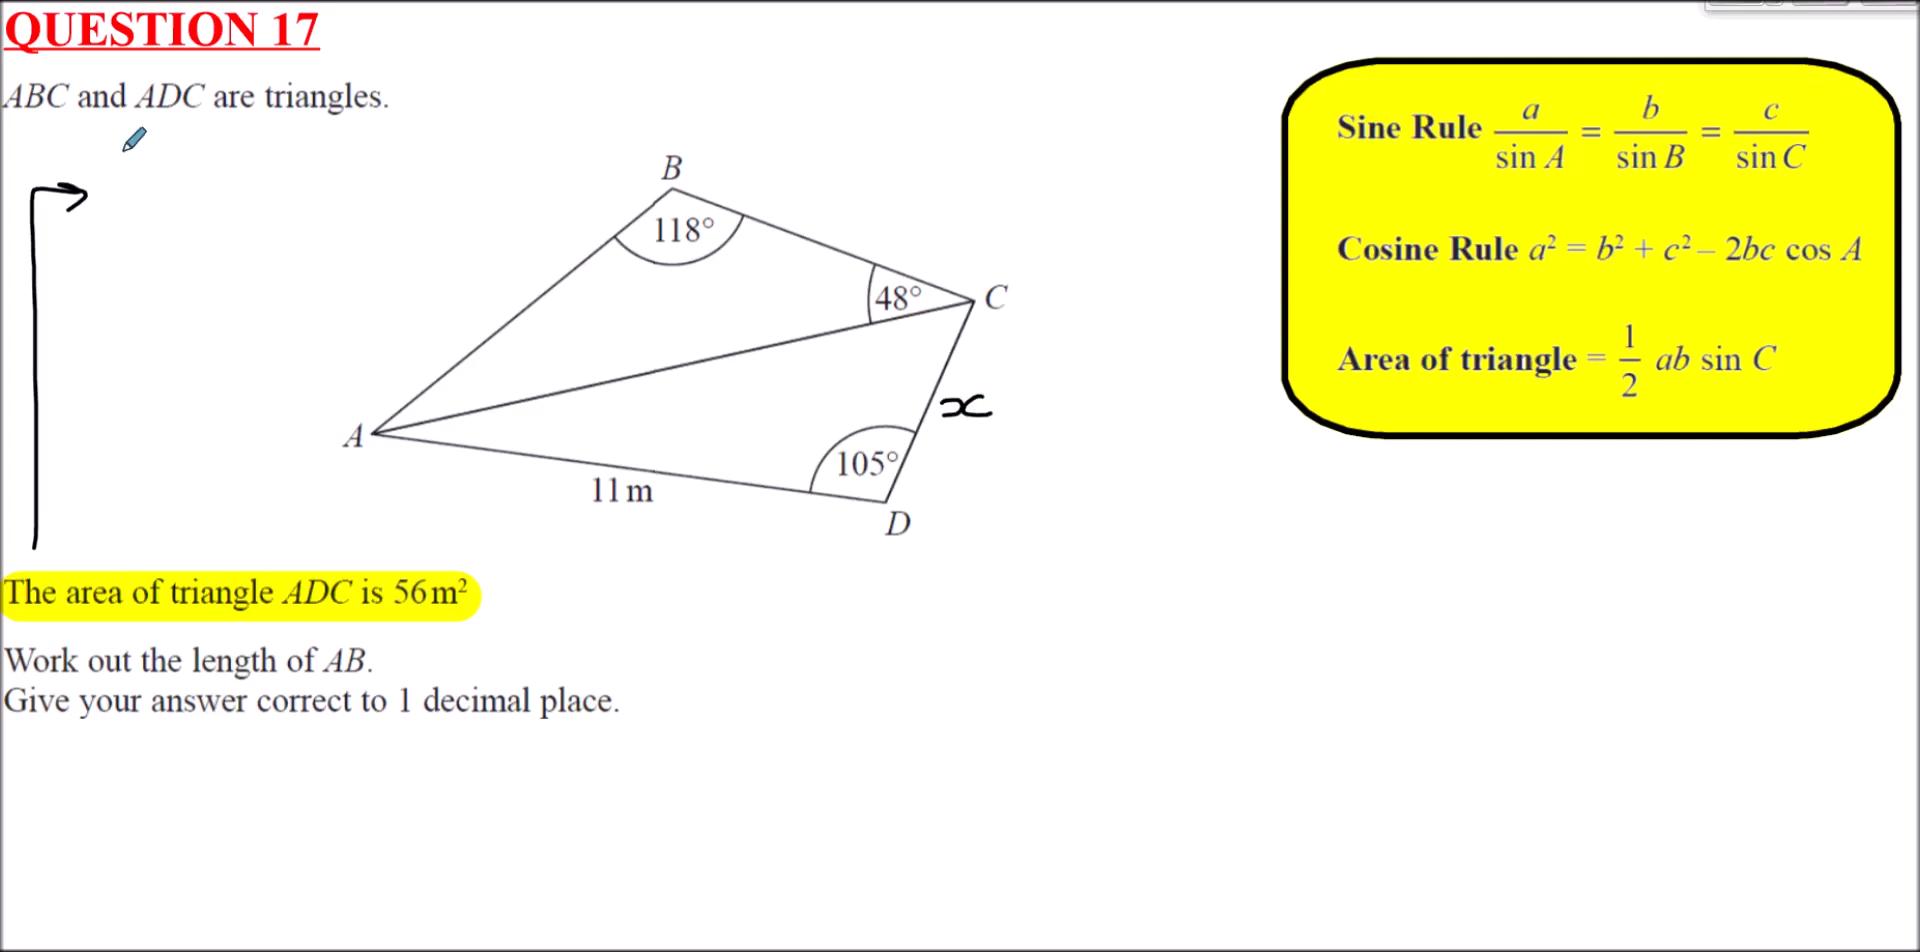 QUESTION 17
ABC and ADC are triangles.
B
118°
48°
C
A
x
105°
11 m
D
The area of triangle ADC is 56 m²
Work out the length of AB.
Give your answer correct to 1 decimal place.
Sine Rule a/sin A = b/sin B = c/sin C
Cosine Rule a² = b² + c² – 2bc cos A
Area of triangle = 1/2 ab sin C